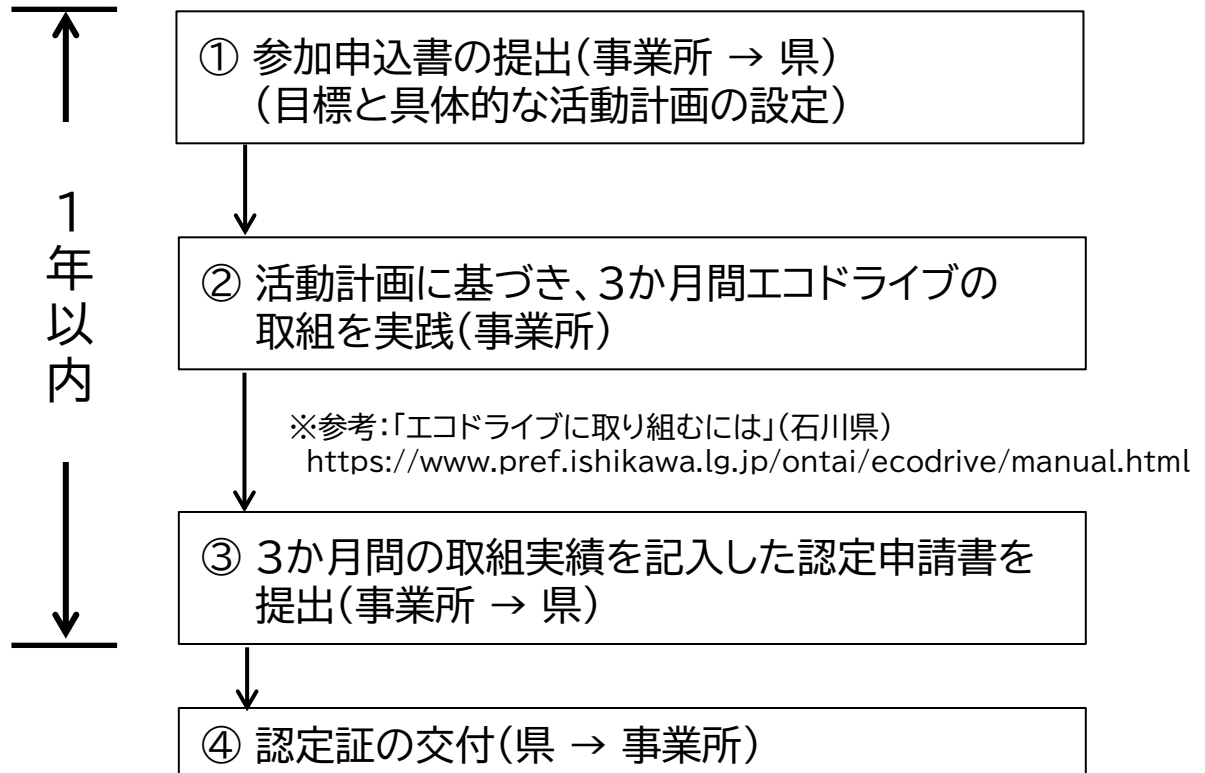 ① 参加申込書の提出(事業所 → 県)
(目標と具体的な活動計画の設定)
1年以内
② 活動計画に基づき、3か月間エコドライブの
取組を実践(事業所)
※参考:「エコドライブに取り組むには」(石川県)
https://www.pref.ishikawa.lg.jp/ontai/ecodrive/manual.html
③ 3か月間の取組実績を記入した認定申請書を
提出(事業所 → 県)
④ 認定証の交付(県 → 事業所)